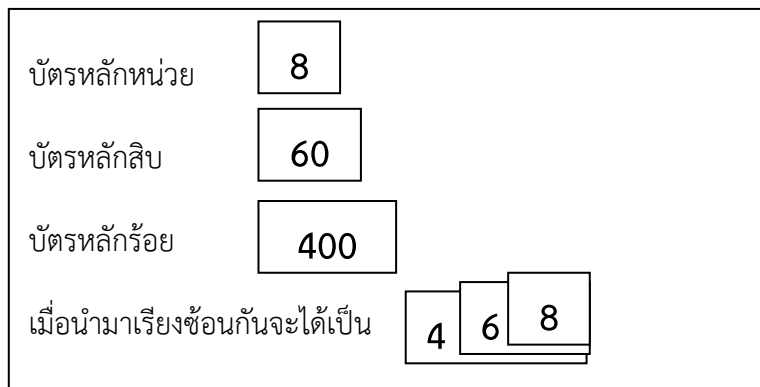 บัตรหลักหน่วย 8
บัตรหลักสิบ 60
บัตรหลักร้อย 400
เมื่อนำมาเรียงซ้อนกันจะได้เป็น 4 6 8